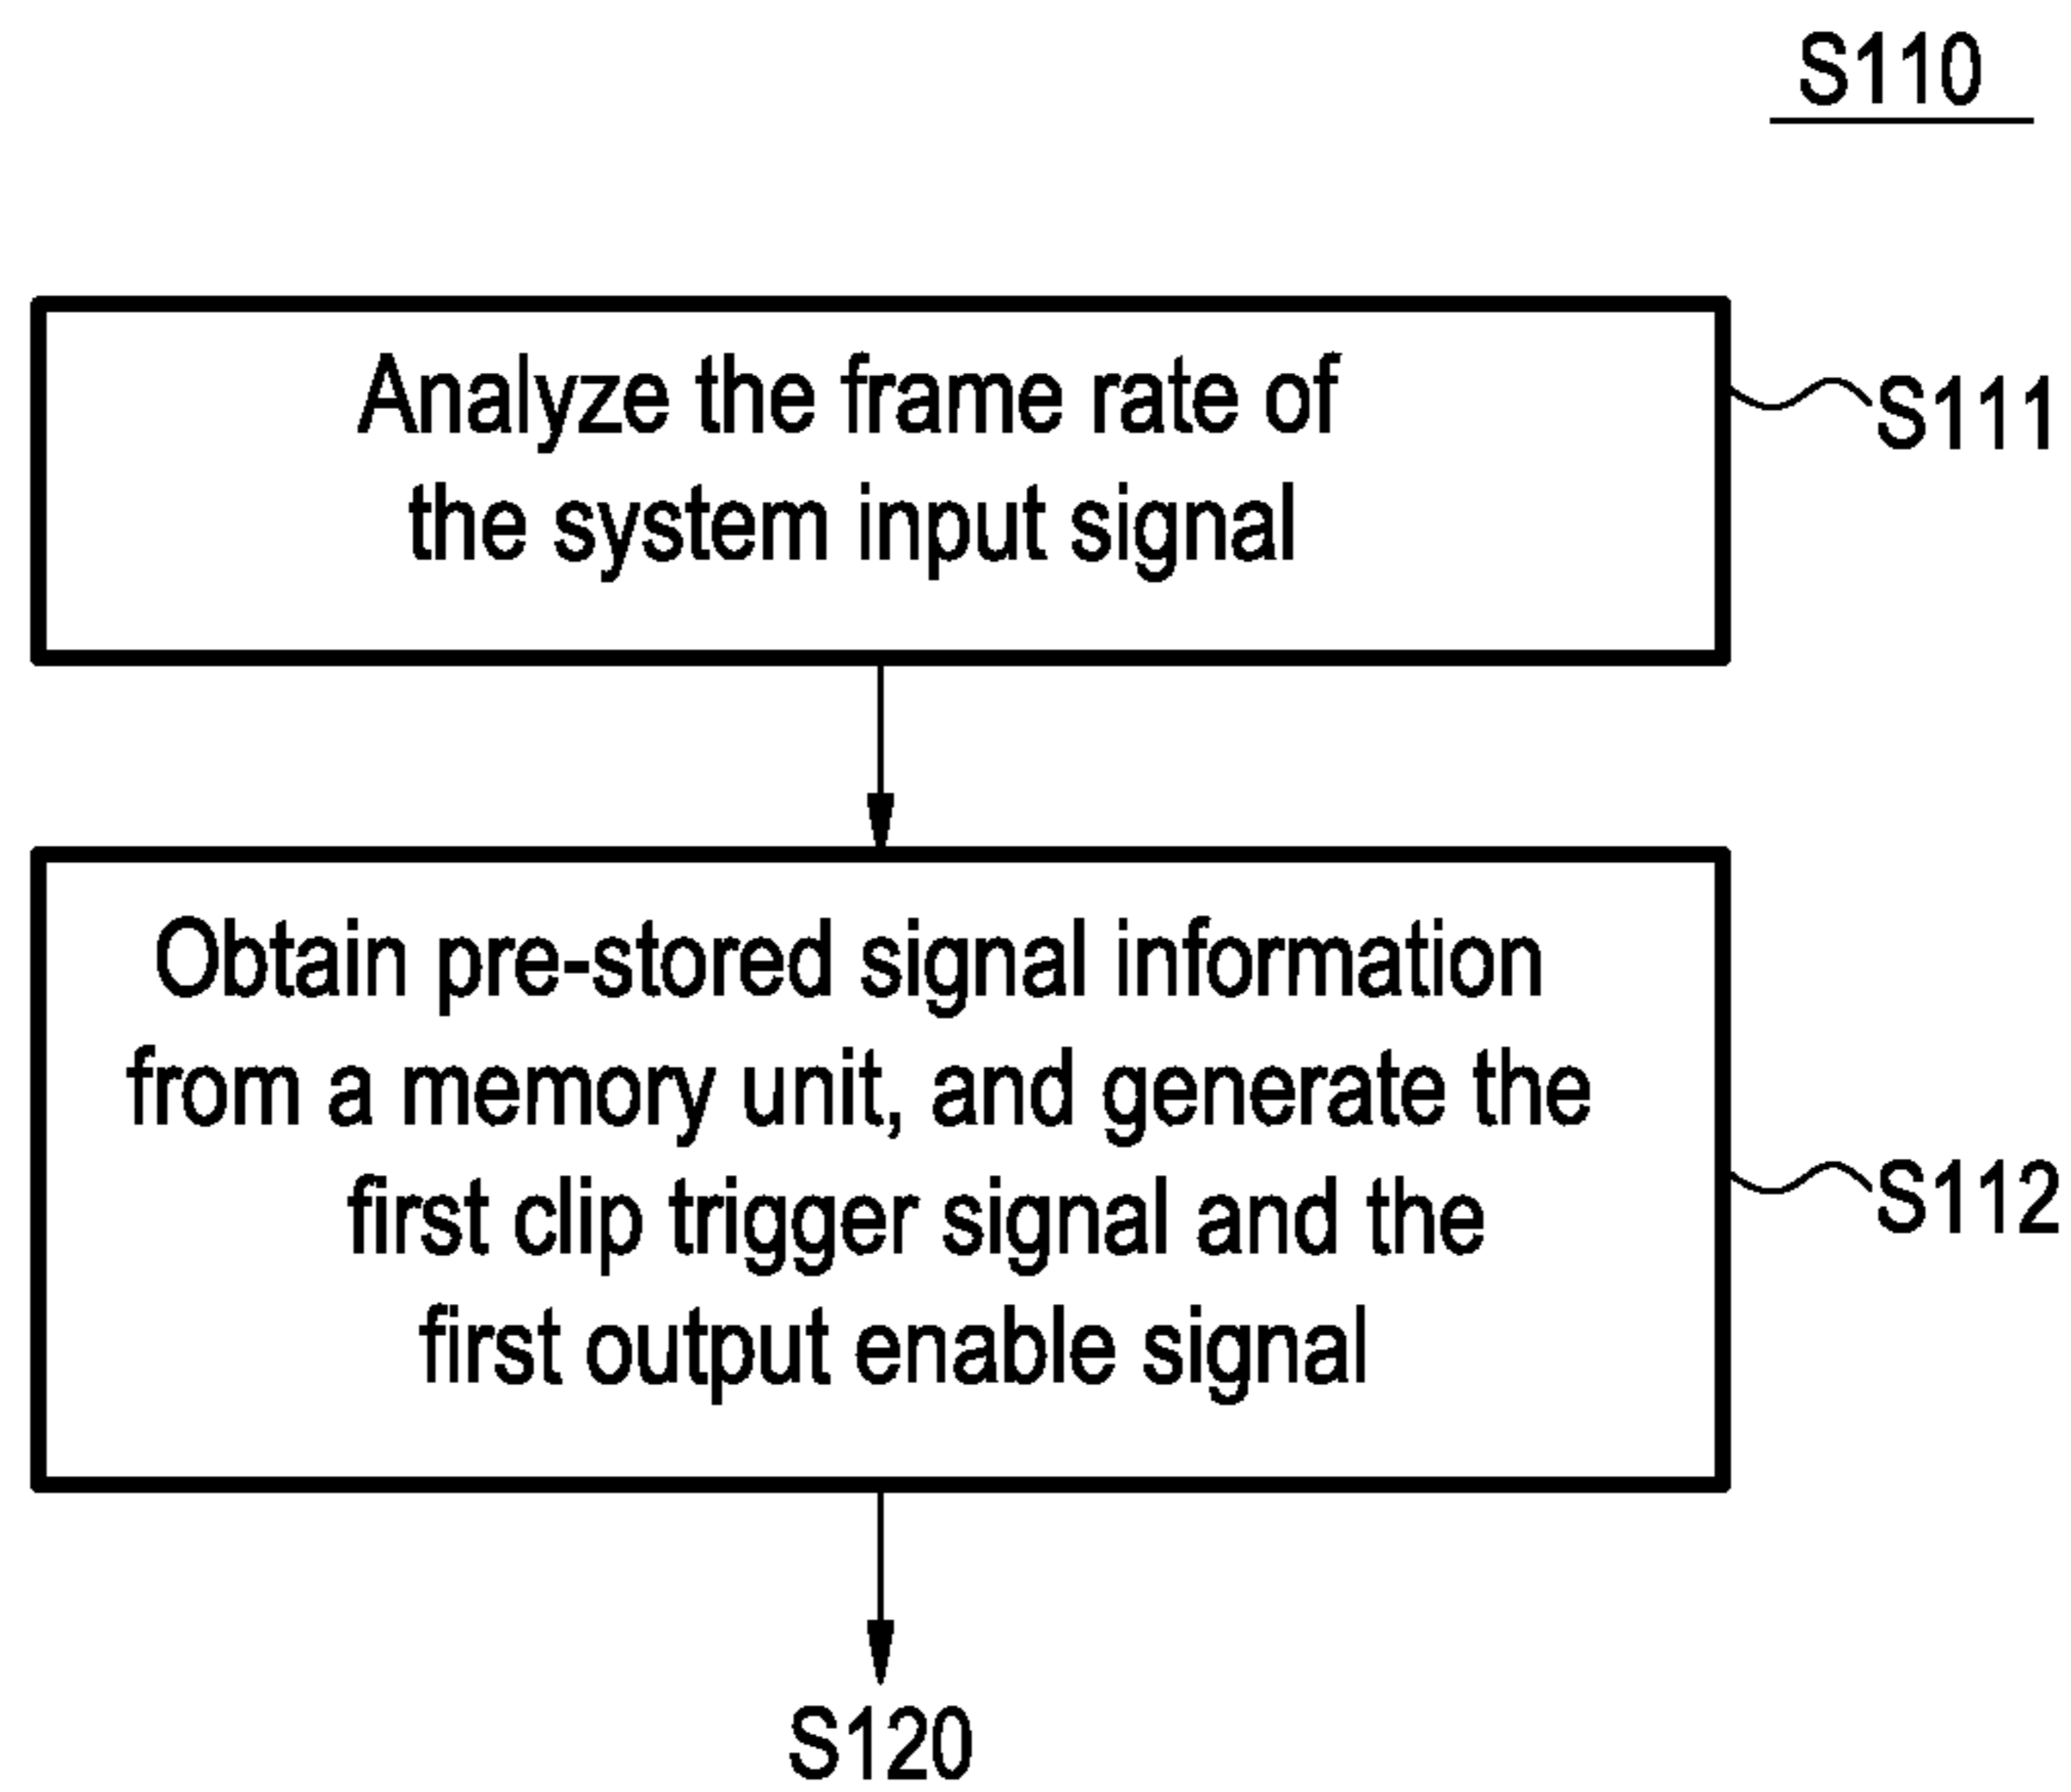 S110
Analyze the frame rate of
the system input signal
S111
Obtain pre-stored signal information
from a memory unit, and generate the
first clip trigger signal and the
first output enable signal
S112
S120